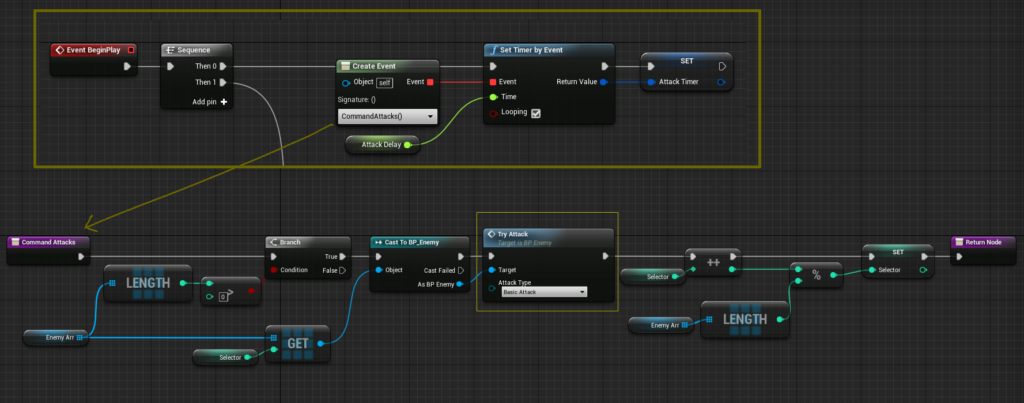 Event BeginPlay
Sequence
Then 0
Then 1
Add pin
Create Event
Object self
Event
Signature: ()
CommandAttacks()
Attack Delay
Set Timer by Event
Event
Return Value
Time
Looping
SET
Attack Timer
Command Attacks
LENGTH
0 >
Enemy Arr
Selector
GET
Branch
True
Condition
False
Cast To BP_Enemy
Object
Cast Failed
As BP Enemy
Try Attack
Target is BP Enemy
Target
Attack Type
Basic Attack
Selector
++
Enemy Arr
LENGTH
%
SET
Selector
Return Node